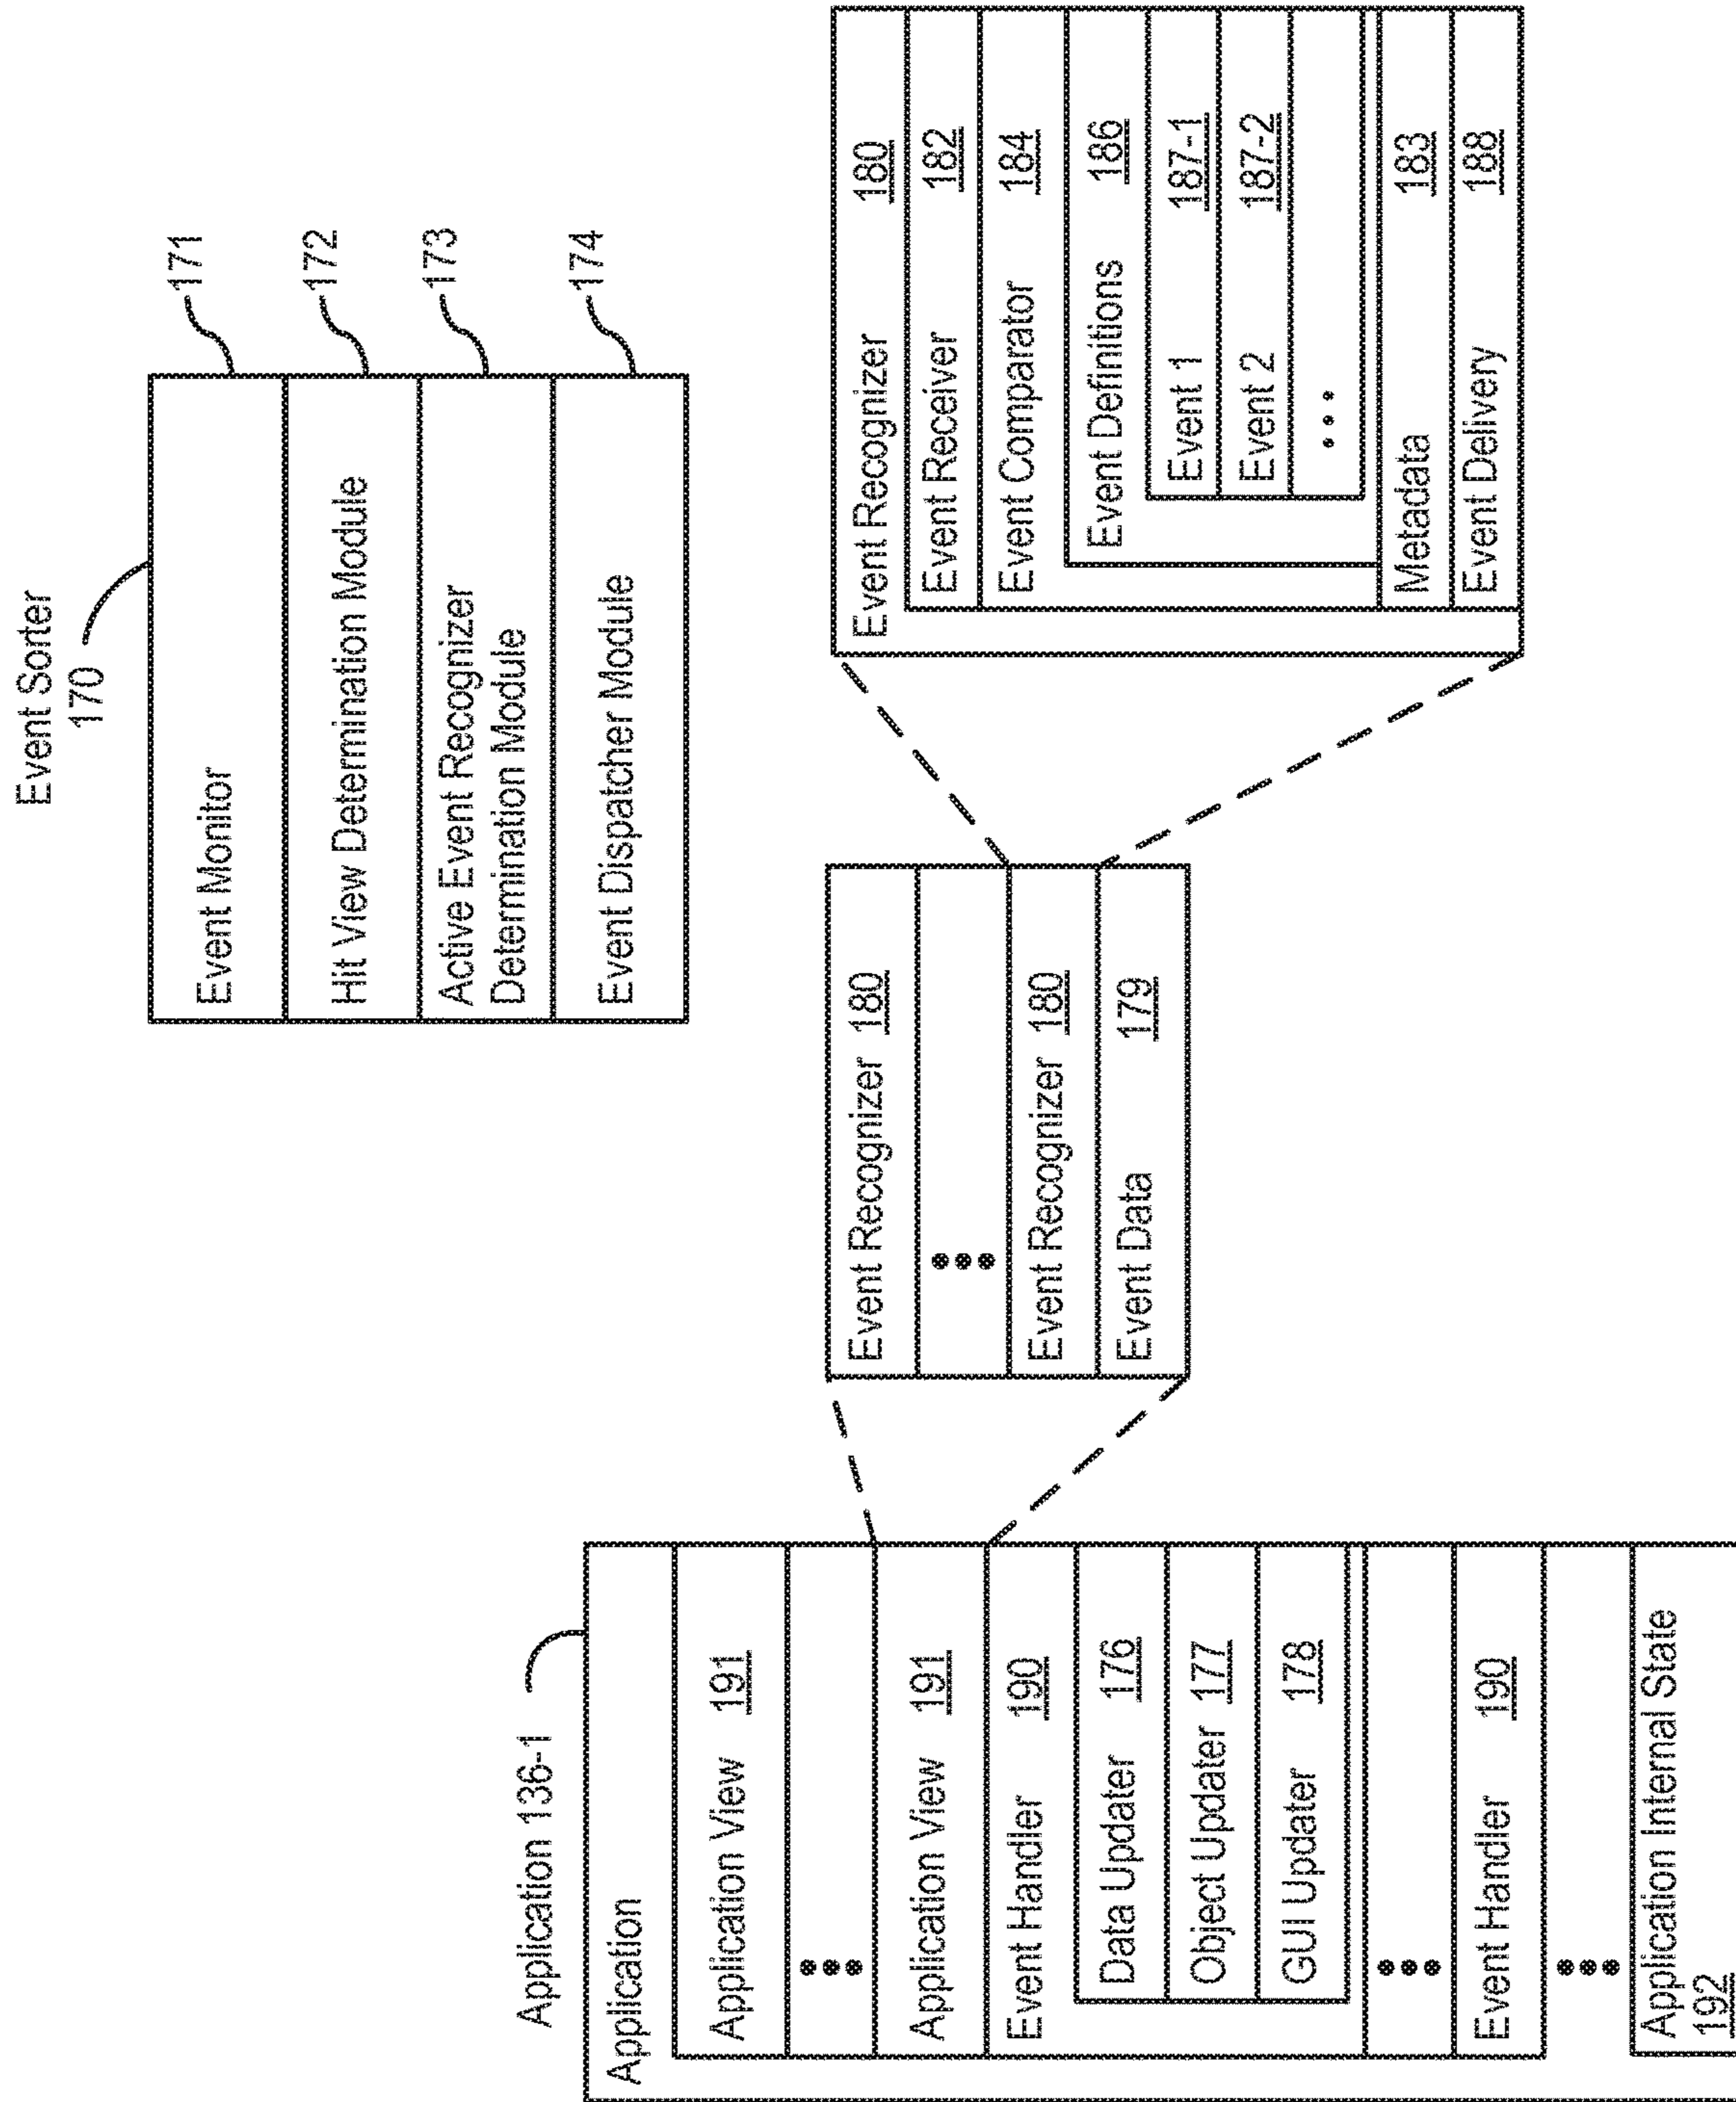 Event Sorter
170
Event Monitor
171
Hit View Determination Module
172
Active Event Recognizer
Determination Module
173
Event Dispatcher Module
174
Application 136-1
Application
Application View 191
•••
Application View 191
Event Handler 190
Data Updater 176
Object Updater 177
GUI Updater 178
•••
Event Handler 190
•••
Application Internal State
192
Event Recognizer 180
•••
Event Recognizer 180
Event Data 179
Event Recognizer 180
Event Receiver 182
Event Comparator 184
Event Definitions 186
Event 1 187-1
Event 2 187-2
•••
Metadata 183
Event Delivery 188